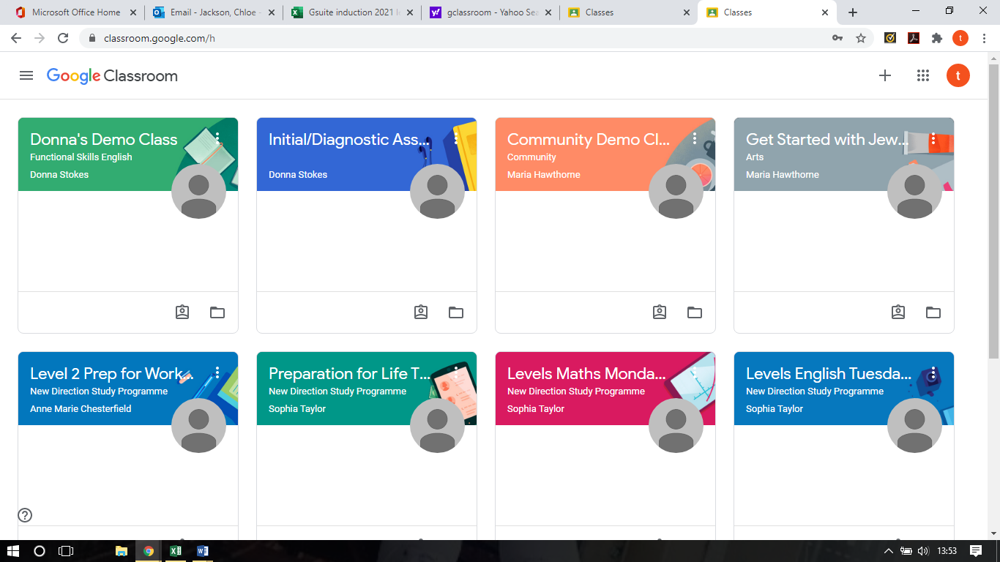 Microsoft Office Home
Email - Jackson, Chloe -
Gsuite induction 2021
gclassroom - Yahoo Sea
Classes
Classes
classroom.google.com/h
t
Google Classroom
t
Donna's Demo Class
Functional Skills English
Donna Stokes
Initial/Diagnostic Ass...
Donna Stokes
Community Demo Cl...
Community
Maria Hawthorne
Get Started with Jew...
Arts
Maria Hawthorne
Level 2 Prep for Work...
New Direction Study Programme
Anne Marie Chesterfield
Preparation for Life T...
New Direction Study Programme
Sophia Taylor
Levels Maths Monda...
New Direction Study Programme
Sophia Taylor
Levels English Tuesda...
New Direction Study Programme
Sophia Taylor
13:53